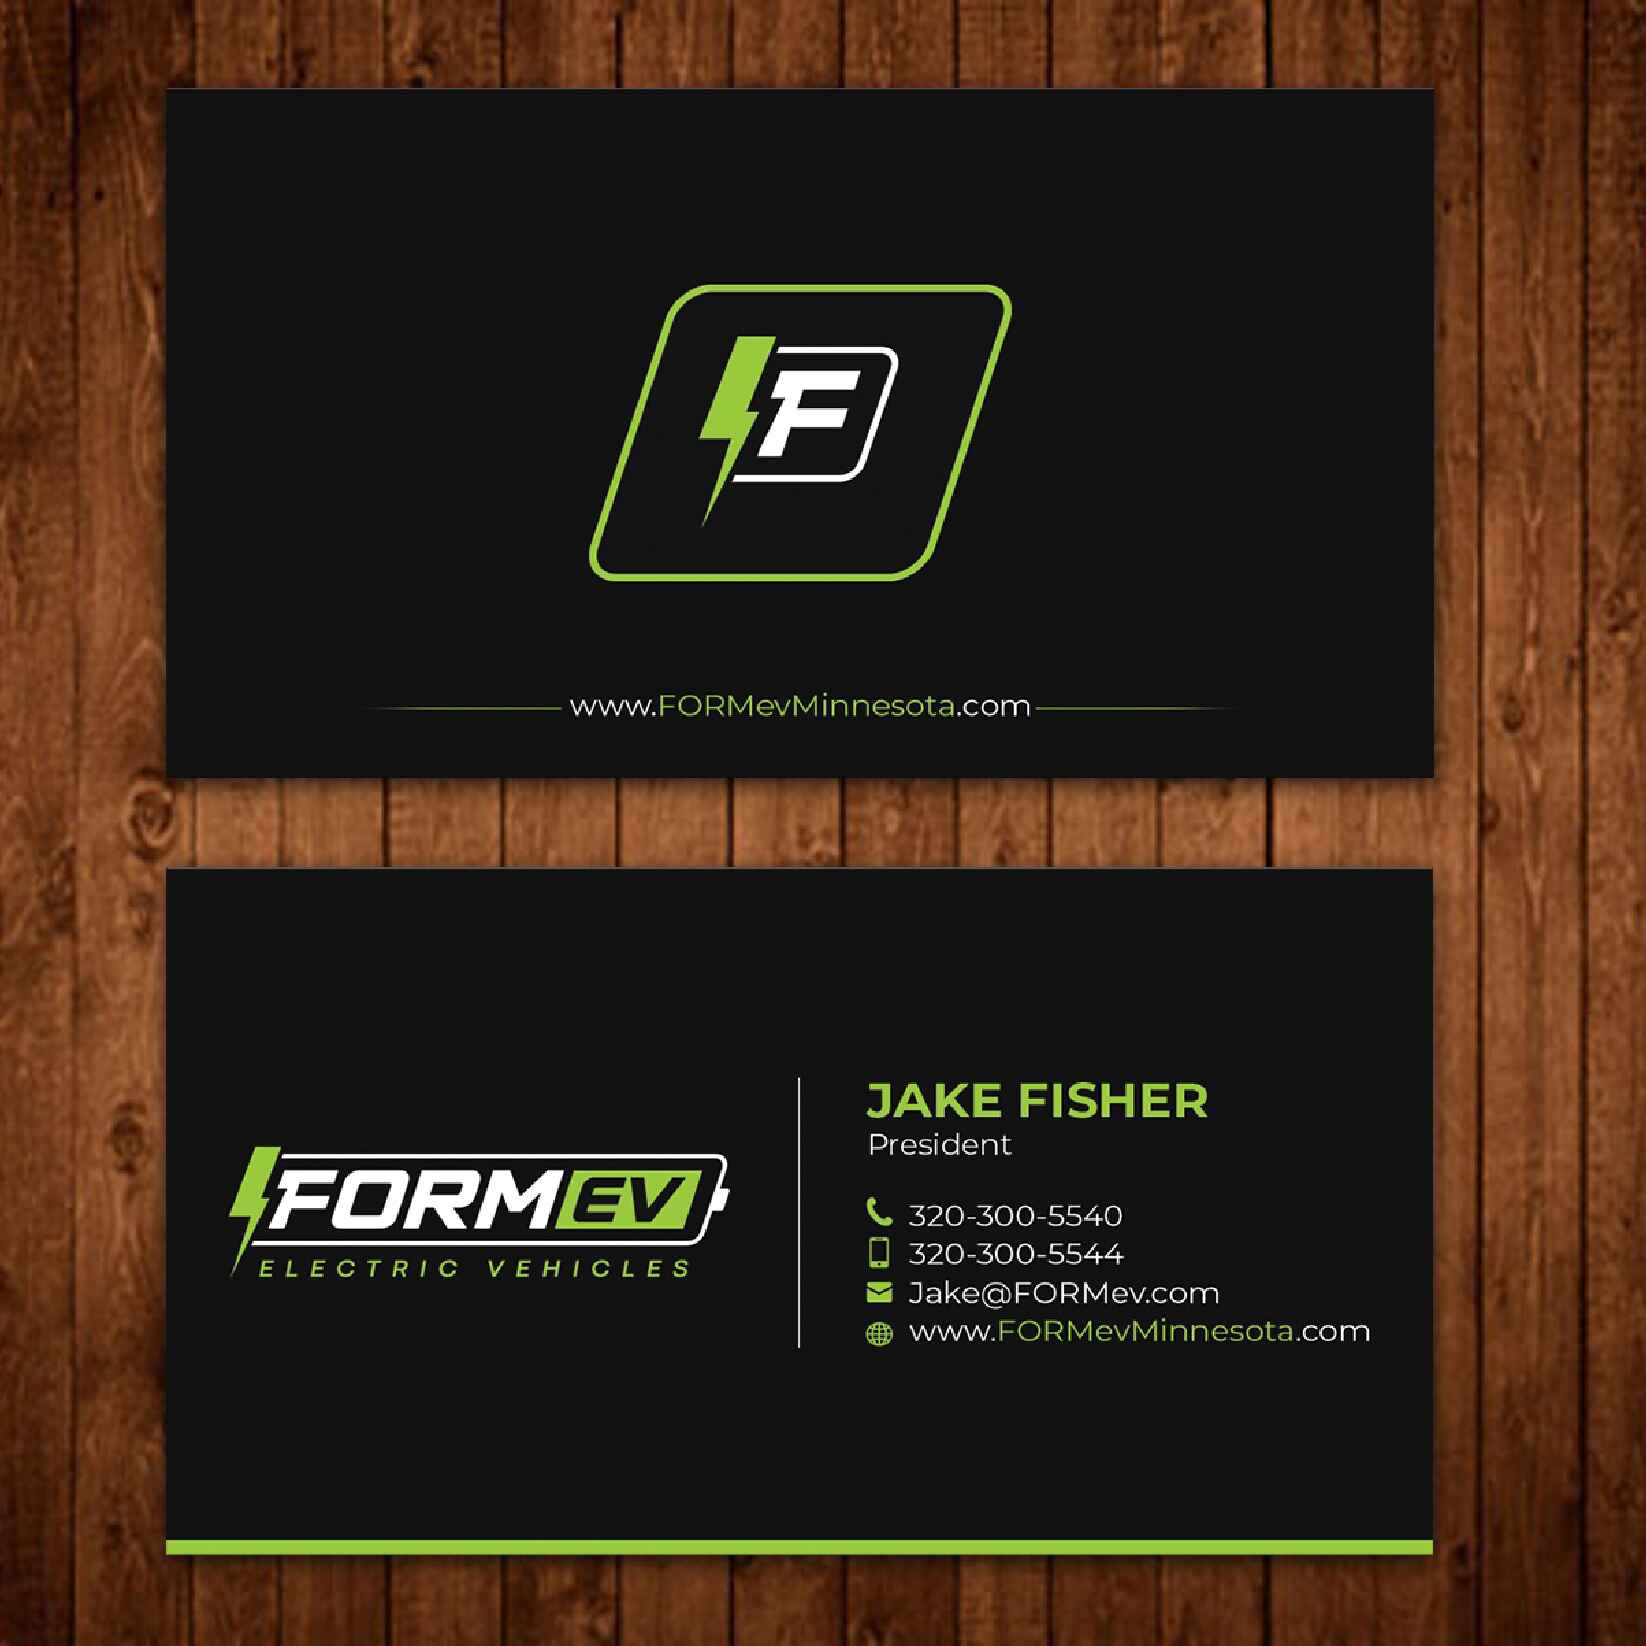 F
www.FORMevMinnesota.com
FORMEV
ELECTRIC VEHICLES
JAKE FISHER
President
320-300-5540
320-300-5544
Jake@FORMev.com
www.FORMevMinnesota.com